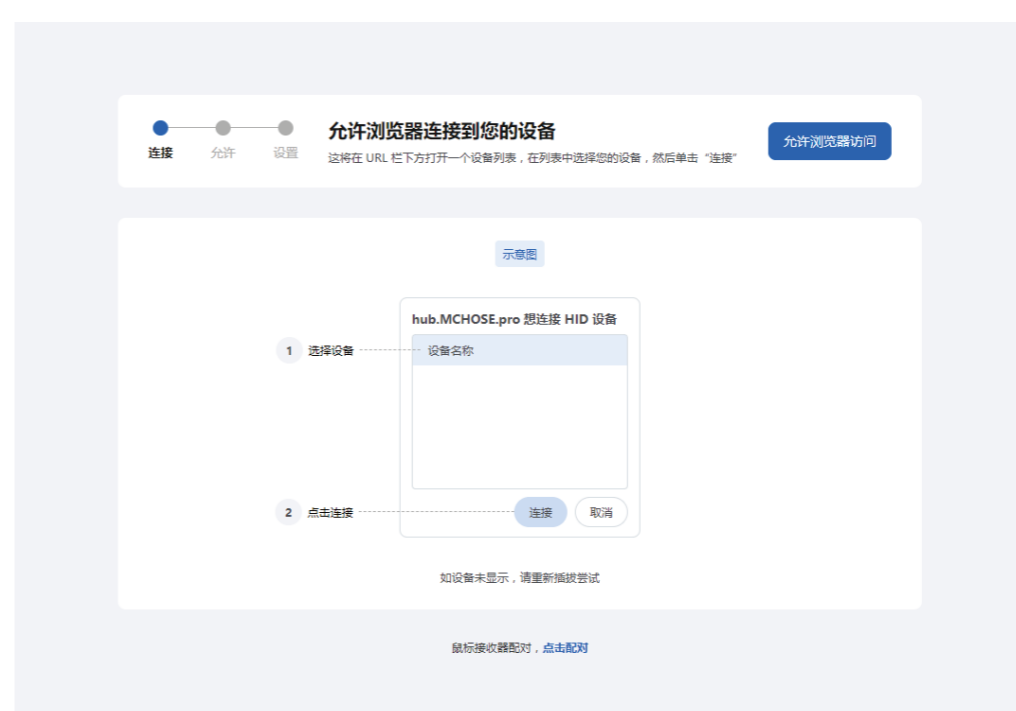 连接
允许
设置
允许浏览器连接到您的设备
这将在 URL 栏下方打开一个设备列表，在列表中选择您的设备，然后单击“连接”
允许浏览器访问
示意图
hub.MCHOSE.pro 想连接 HID 设备
1 选择设备
设备名称
2 点击连接
连接
取消
如设备未显示，请重新插拔尝试
鼠标接收器配对，点击配对